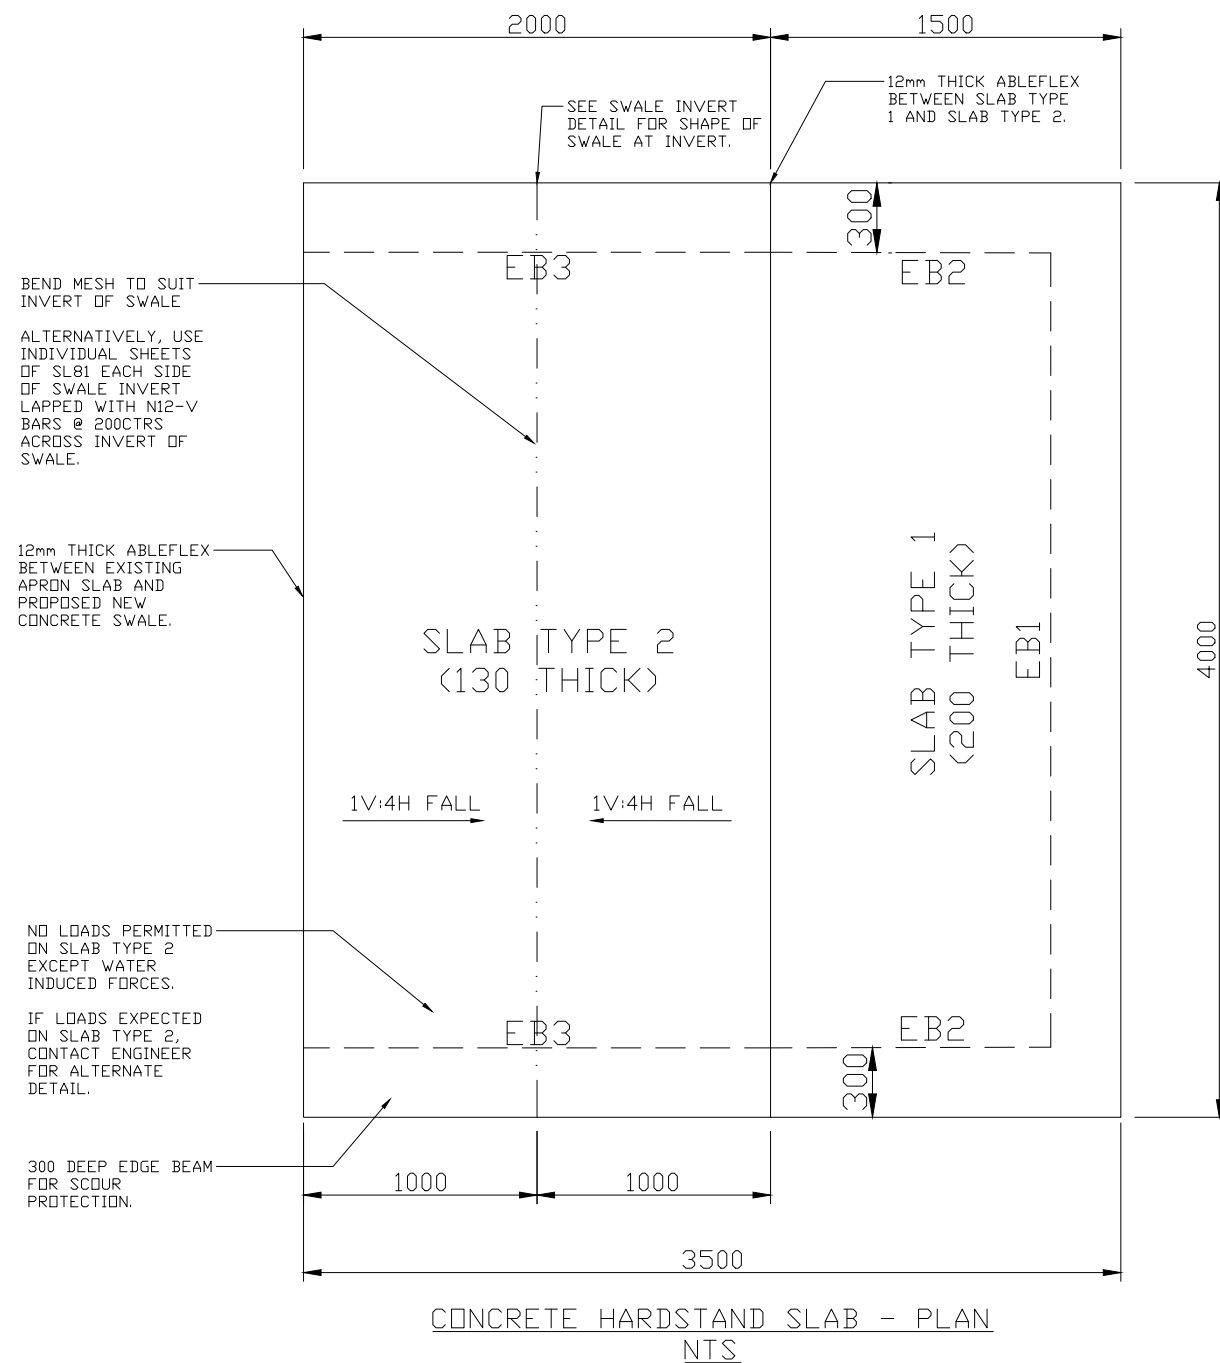 2000
1500
12mm THICK ABLEFLEX
BETWEEN SLAB TYPE
1 AND SLAB TYPE 2.
SEE SWALE INVERT
DETAIL FOR SHAPE OF
SWALE AT INVERT.
300
EB3
EB2
BEND MESH TO SUIT
INVERT OF SWALE
ALTERNATIVELY, USE
INDIVIDUAL SHEETS
OF SL81 EACH SIDE
OF SWALE INVERT
LAPPED WITH N12-V
BARS @ 200CTRS
ACROSS INVERT OF
SWALE.
12mm THICK ABLEFLEX
BETWEEN EXISTING
APRON SLAB AND
PROPOSED NEW
CONCRETE SWALE.
SLAB TYPE 2
(130 THICK)
SLAB TYPE 1
(200 THICK)
EB1
4000
1V:4H FALL
1V:4H FALL
NO LOADS PERMITTED
ON SLAB TYPE 2
EXCEPT WATER
INDUCED FORCES.
IF LOADS EXPECTED
ON SLAB TYPE 2,
CONTACT ENGINEER
FOR ALTERNATE
DETAIL.
EB3
EB2
300
300 DEEP EDGE BEAM
FOR SCOUR
PROTECTION.
1000
1000
3500
CONCRETE HARDSTAND SLAB - PLAN
NTS